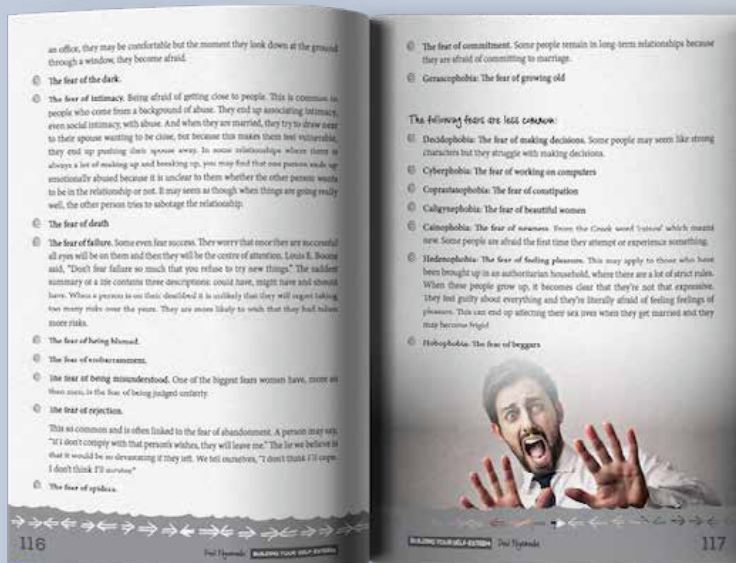 an office, they may be comfortable but the moment they look down at the ground
through a window, they become afraid.
The fear of the dark.
The fear of intimacy. Being afraid of getting close to people. This is common in
people who come from a background of abuse. They end up associating intimacy,
even social intimacy, with abuse. And when they are married, they try to draw near
to their spouse wanting to be close, but because this makes them feel vulnerable,
they end up pushing their spouse away. In some relationships where there is
always a lot of making up and breaking up, you may find that one person ends up
emotionally abused because it is unclear to them whether the other person wants
to be in the relationship or not. It may seem as though when things are going really
well, the other person tries to sabotage the relationship.
The fear of death
The fear of failure. Some even fear success. They worry that once they are successful
all eyes will be on them and then they will be the centre of attention. Louis E. Boone
said, "Don't fear failure so much that you refuse to try new things." The saddest
summary of a life contains three descriptions: could have, might have and should
have. When a person is on their deathbed it is unlikely that they will regret taking
too many risks over the years. They are more likely to wish that they had taken
more risks.
The fear of being blamed.
The fear of embarrassment.
The fear of being misunderstood. One of the biggest fears women have, more so
than men, is the fear of being judged unfairly.
The fear of rejection.
This is common and is often linked to the fear of abandonment. A person may say,
"If I don't comply with that person's wishes, they will leave me." The lie we believe is
that it would be so devastating if they left. We tell ourselves, "I don't think I'll cope.
I don't think I'll survive"
The fear of spiders.
116
BUILDING YOUR SELF-ESTEEM
The fear of commitment. Some people remain in long-term relationships because
they are afraid of committing to marriage.
Gerascophobia: The fear of growing old
The following fears are less common:
Decidophobia: The fear of making decisions. Some people may seem like strong
characters but they struggle with making decisions.
Cyberphobia: The fear of working on computers
Coprastasophobia: The fear of constipation
Caligynephobia: The fear of beautiful women
Cainophobia: The fear of newness. From the Greek word which means
new. Some people are afraid the first time they attempt or experience something.
Hedenophobia: The fear of feeling pleasure. This may apply to those who have
been brought up in an authoritarian household, where there are a lot of strict rules.
When these people grow up, it becomes clear that they're not that expressive.
They feel guilty about everything and they're literally afraid of feeling feelings of
pleasure. This can end up affecting their sex lives when they get married and they
may become frigid
Hobophobia: The fear of beggars
BUILDING YOUR SELF-ESTEEM
117